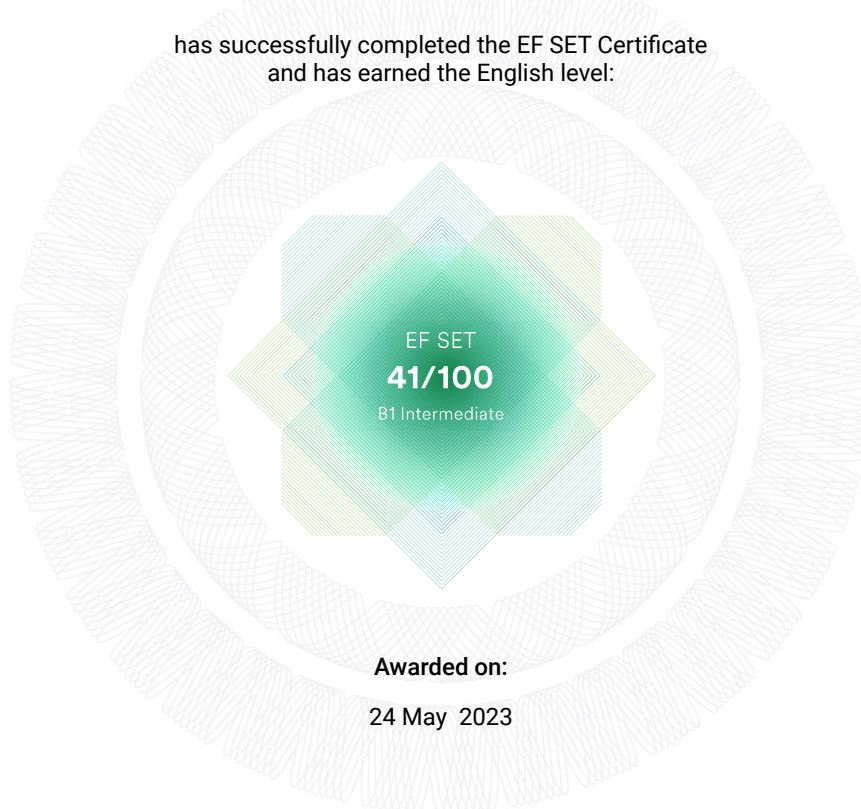 has successfully completed the EF SET Certificate
and has earned the English level:
EF SET
41/100
B1 Intermediate
Awarded on:
24 May 2023